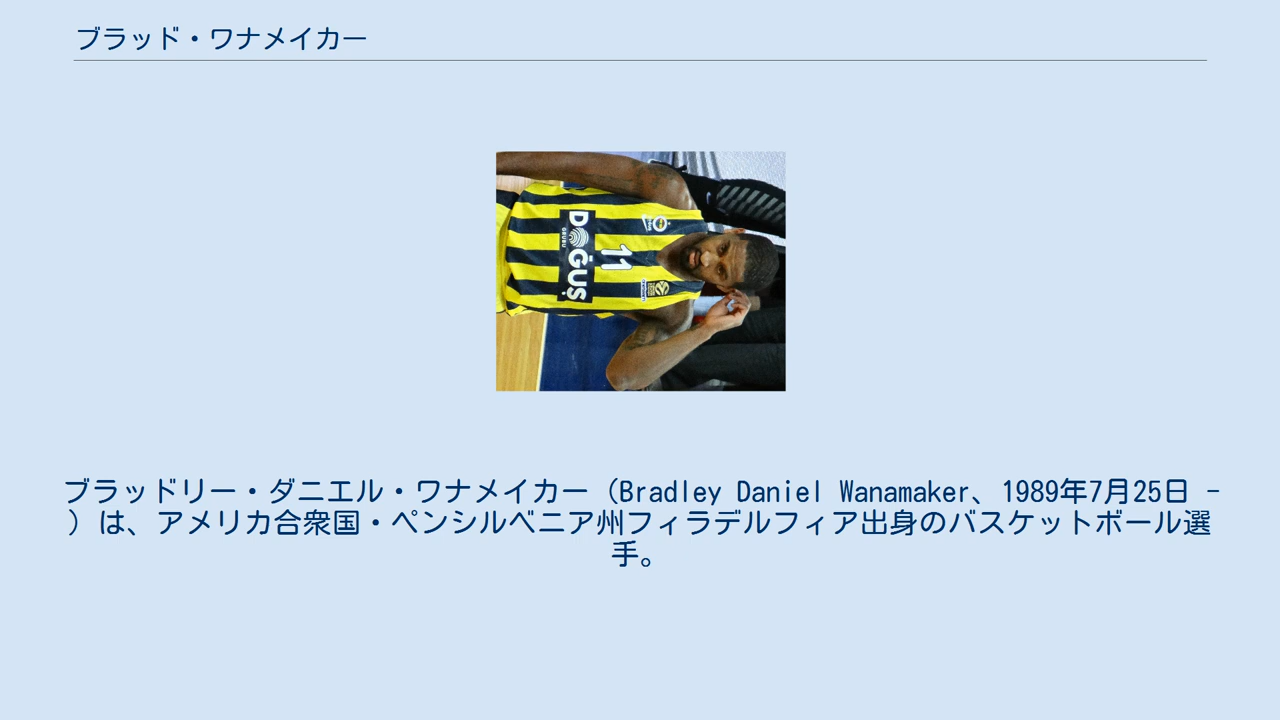 ブラッド・ワナメイカー
DOĞUŞ
GRUBU
11
ブラッドリー・ダニエル・ワナメイカー（Bradley Daniel Wanamaker、1989年7月25日 -
）は、アメリカ合衆国・ペンシルベニア州フィラデルフィア出身のバスケットボール選
手。